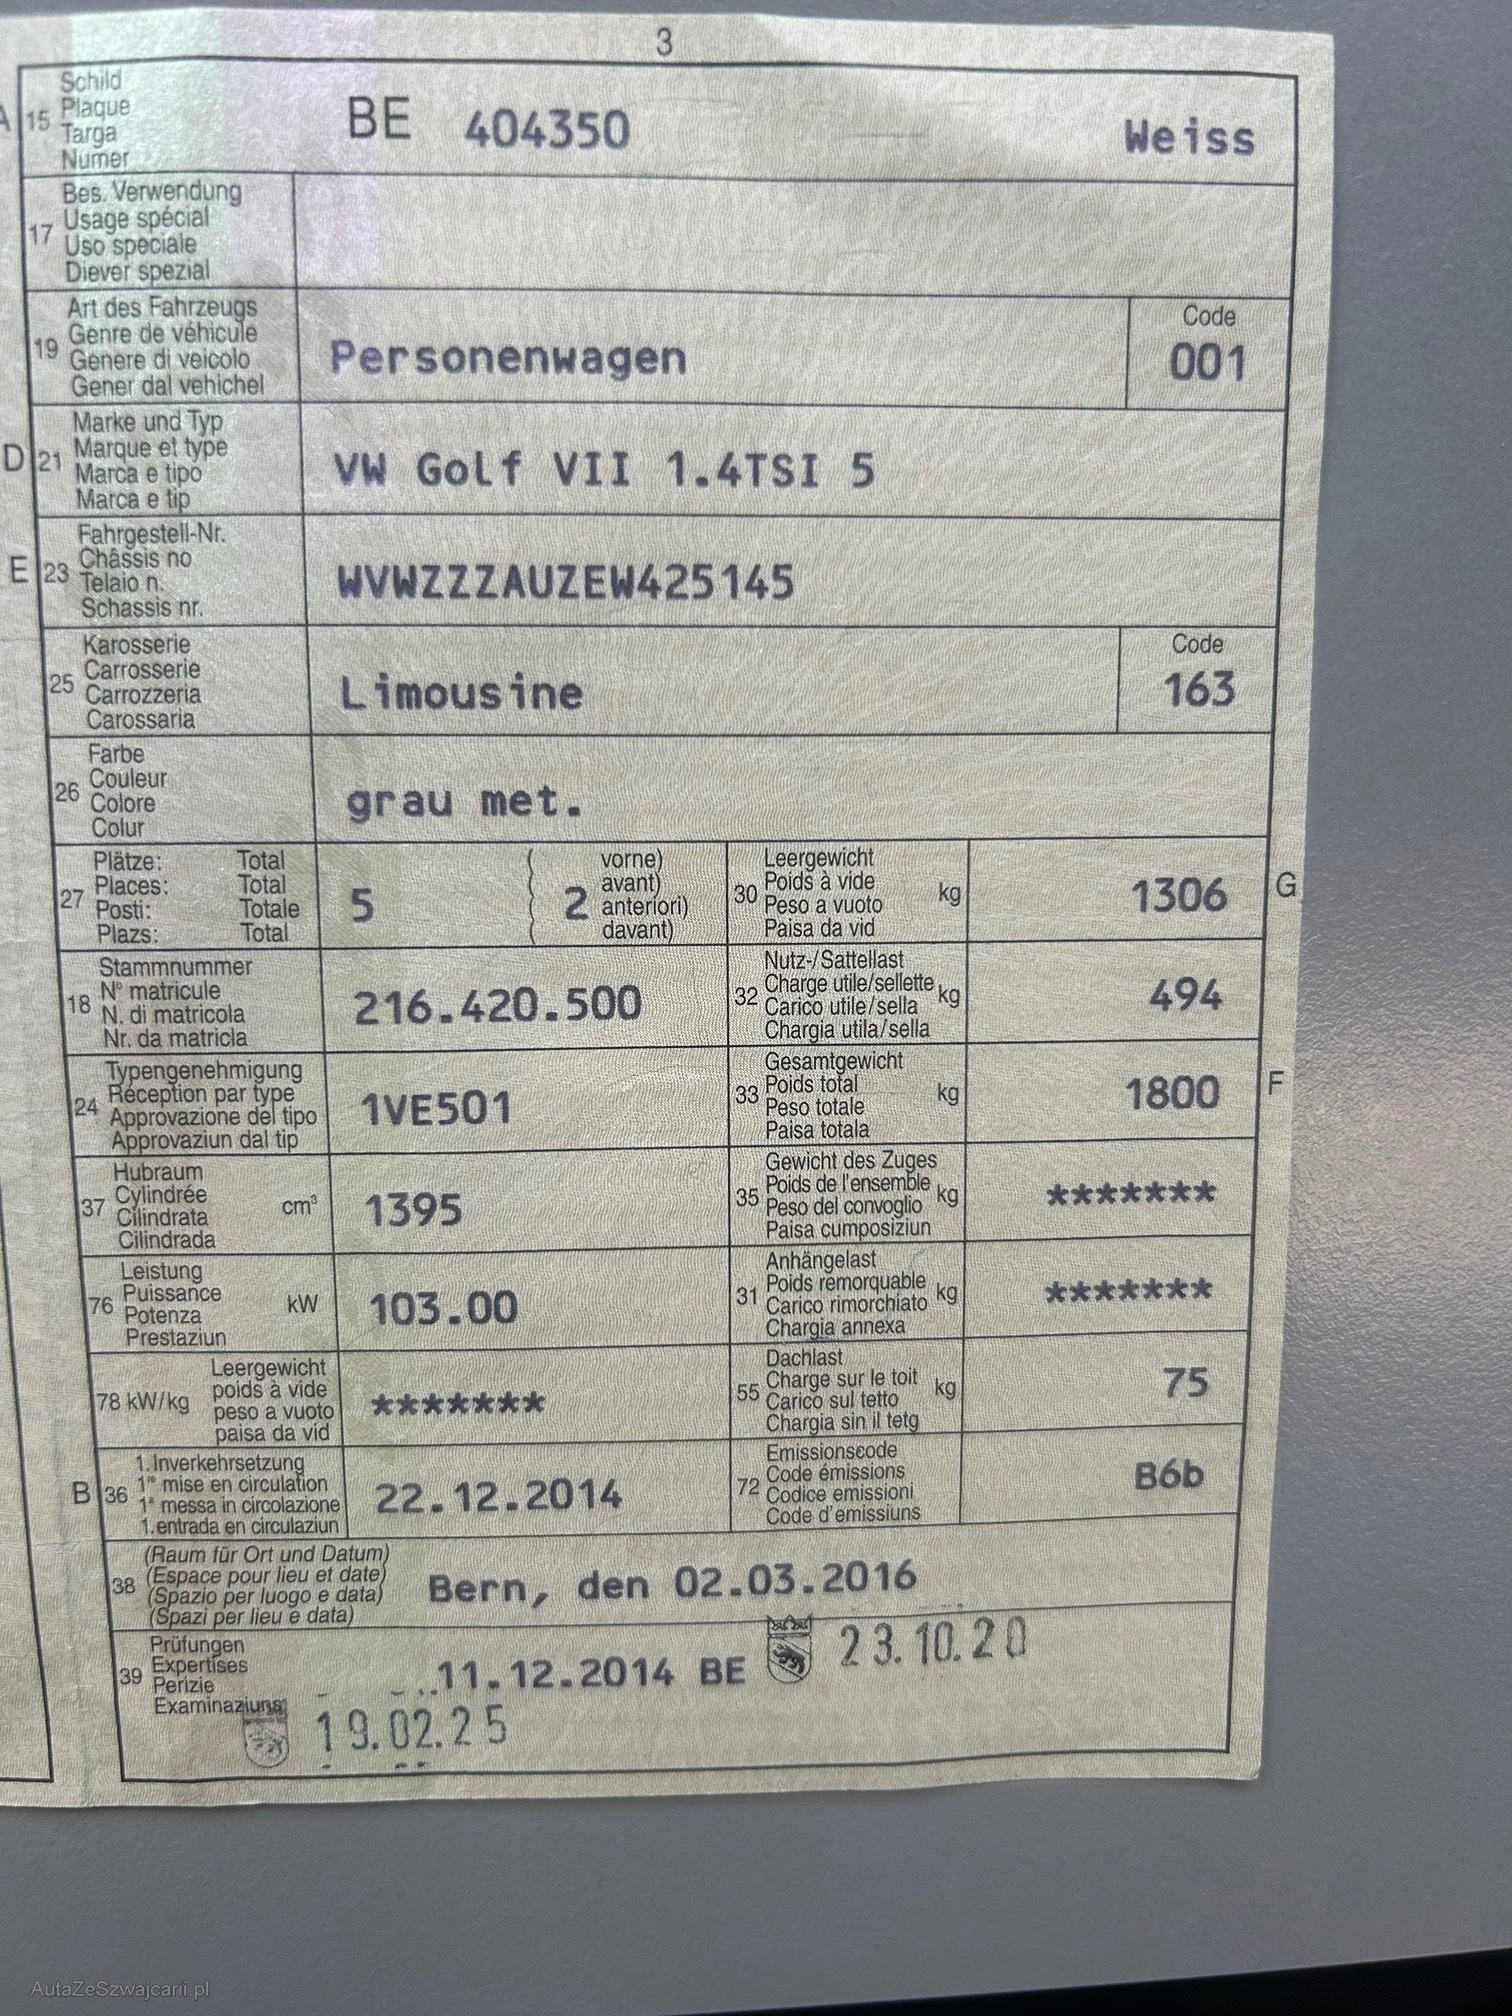 3
A 15 Schild
Plaque
Targa
Numer
BE 404350 Weiss
17 Bes. Verwendung
Usage spécial
Uso speciale
Diever spezial
19 Art des Fahrzeugs
Genre de véhicule
Genere di veicolo
Gener dal vehichel
Personenwagen
Code
001
D 21 Marke und Typ
Marque et type
Marca e tipo
Marca e tip
VW Golf VII 1.4TSI 5
E 23 Fahrgestell-Nr.
Châssis no
Telaio n.
Schassis nr.
WVWZZZAUZEW425145
25 Karosserie
Carrosserie
Carrozzeria
Carossaria
Limousine
Code
163
26 Farbe
Couleur
Colore
Colur
grau met.
27 Plätze: Total
Places: Total
Posti: Totale
Plazs: Total
5 ( 2 vorne)
( avant)
( anteriori)
( davant)
30 Leergewicht
Poids à vide
Peso a vuoto
Paisa da vid
kg 1306 G
18 Stammnummer
N° matricule
N. di matricola
Nr. da matricla
216.420.500
32 Nutz-/Sattellast
Charge utile/sellette
Carico utile/sella
Chargia utila/sella
kg 494
24 Typengenehmigung
Réception par type
Approvazione del tipo
Approvaziun dal tip
1VE501
33 Gesamtgewicht
Poids total
Peso totale
Paisa totala
kg 1800 F
37 Hubraum
Cylindrée
Cilindrata
Cilindrada
cm³ 1395
35 Gewicht des Zuges
Poids de l'ensemble
Peso del convoglio
Paisa cumposiziun
kg *******
76 Leistung
Puissance
Potenza
Prestaziun
kW 103.00
31 Anhängelast
Poids remorquable
Carico rimorchiato
Chargia annexa
kg *******
78 kW/kg Leergewicht
poids à vide
peso a vuoto
paisa da vid
*******
55 Dachlast
Charge sur le toit
Carico sul tetto
Chargia sin il tetg
kg 75
B 36 1. Inverkehrsetzung
1re mise en circulation
1a messa in circolazione
1. entrada en circulaziun
22.12.2014
72 Emissionscode
Code émissions
Codice emissioni
Code d'emissiuns
B6b
38 (Raum für Ort und Datum)
(Espace pour lieu et date)
(Spazio per luogo e data)
(Spazi per lieu e data)
Bern, den 02.03.2016
39 Prüfungen
Expertises
Perizie
Examinaziuns
11.12.2014 BE 23.10.20
19.02.25
AutaZeSzwajcarii.pl